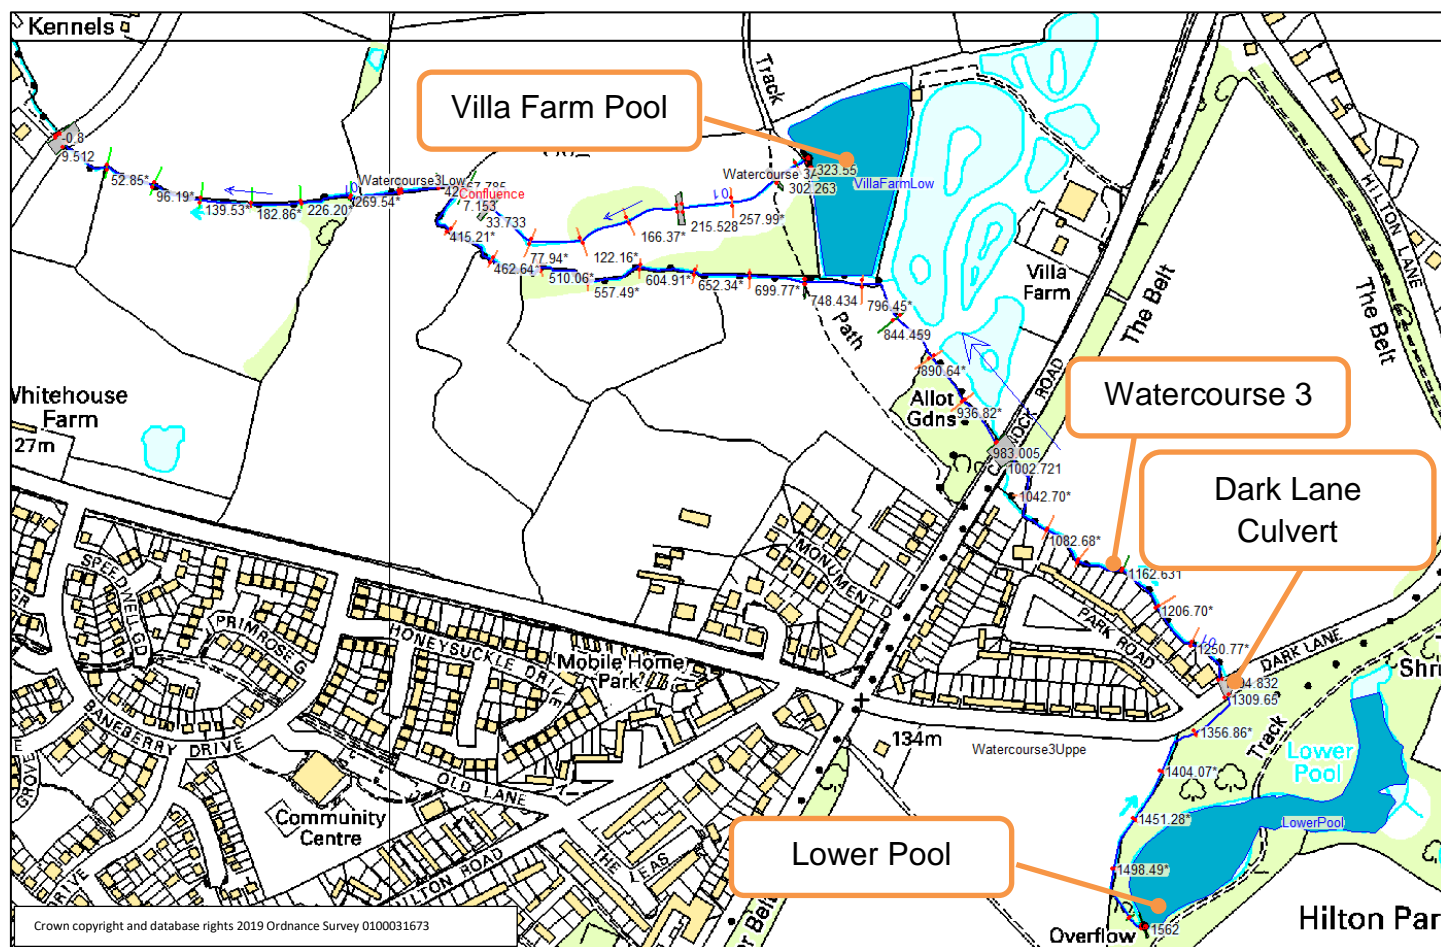 Kennels
Track
Villa Farm Pool
-0.8
9.512
52.85*
96.19*
139.53*
182.86*
226.20*
269.54*
Watercourse3Low
Confluence
7.153
33.733
77.94*
122.16*
166.37*
215.528
257.99*
302.263
323.55
VillaFarmLow
415.21*
462.64*
510.06*
557.49*
604.91*
652.34*
699.77*
748.434
796.45*
844.459
890.64*
936.82*
983.005
1002.721
1042.70*
1082.68*
1162.631
1206.70*
1250.77*
1309.65
1356.86*
1404.07*
1451.28*
1498.49*
1562
Path
Villa
Farm
The Belt
HILTON LANE
The Belt
Allot
Gdns
Watercourse 3
Dark Lane
Culvert
Whitehouse
Farm
127m
MONUMENT D
PARK ROAD
DARK LANE
SPEEDWELL GD
PRIMROSE G
HONEYSUCKLE DRIVE
Mobile Home
Park
BANEBERRY DRIVE
OLD LANE
Community
Centre
HILTON ROAD
THE LEAS
134m
Watercourse3Uppe
Track
Lower
Pool
LowerPool
Lower Pool
Overflow
Hilton Par
Crown copyright and database rights 2019 Ordnance Survey 0100031673